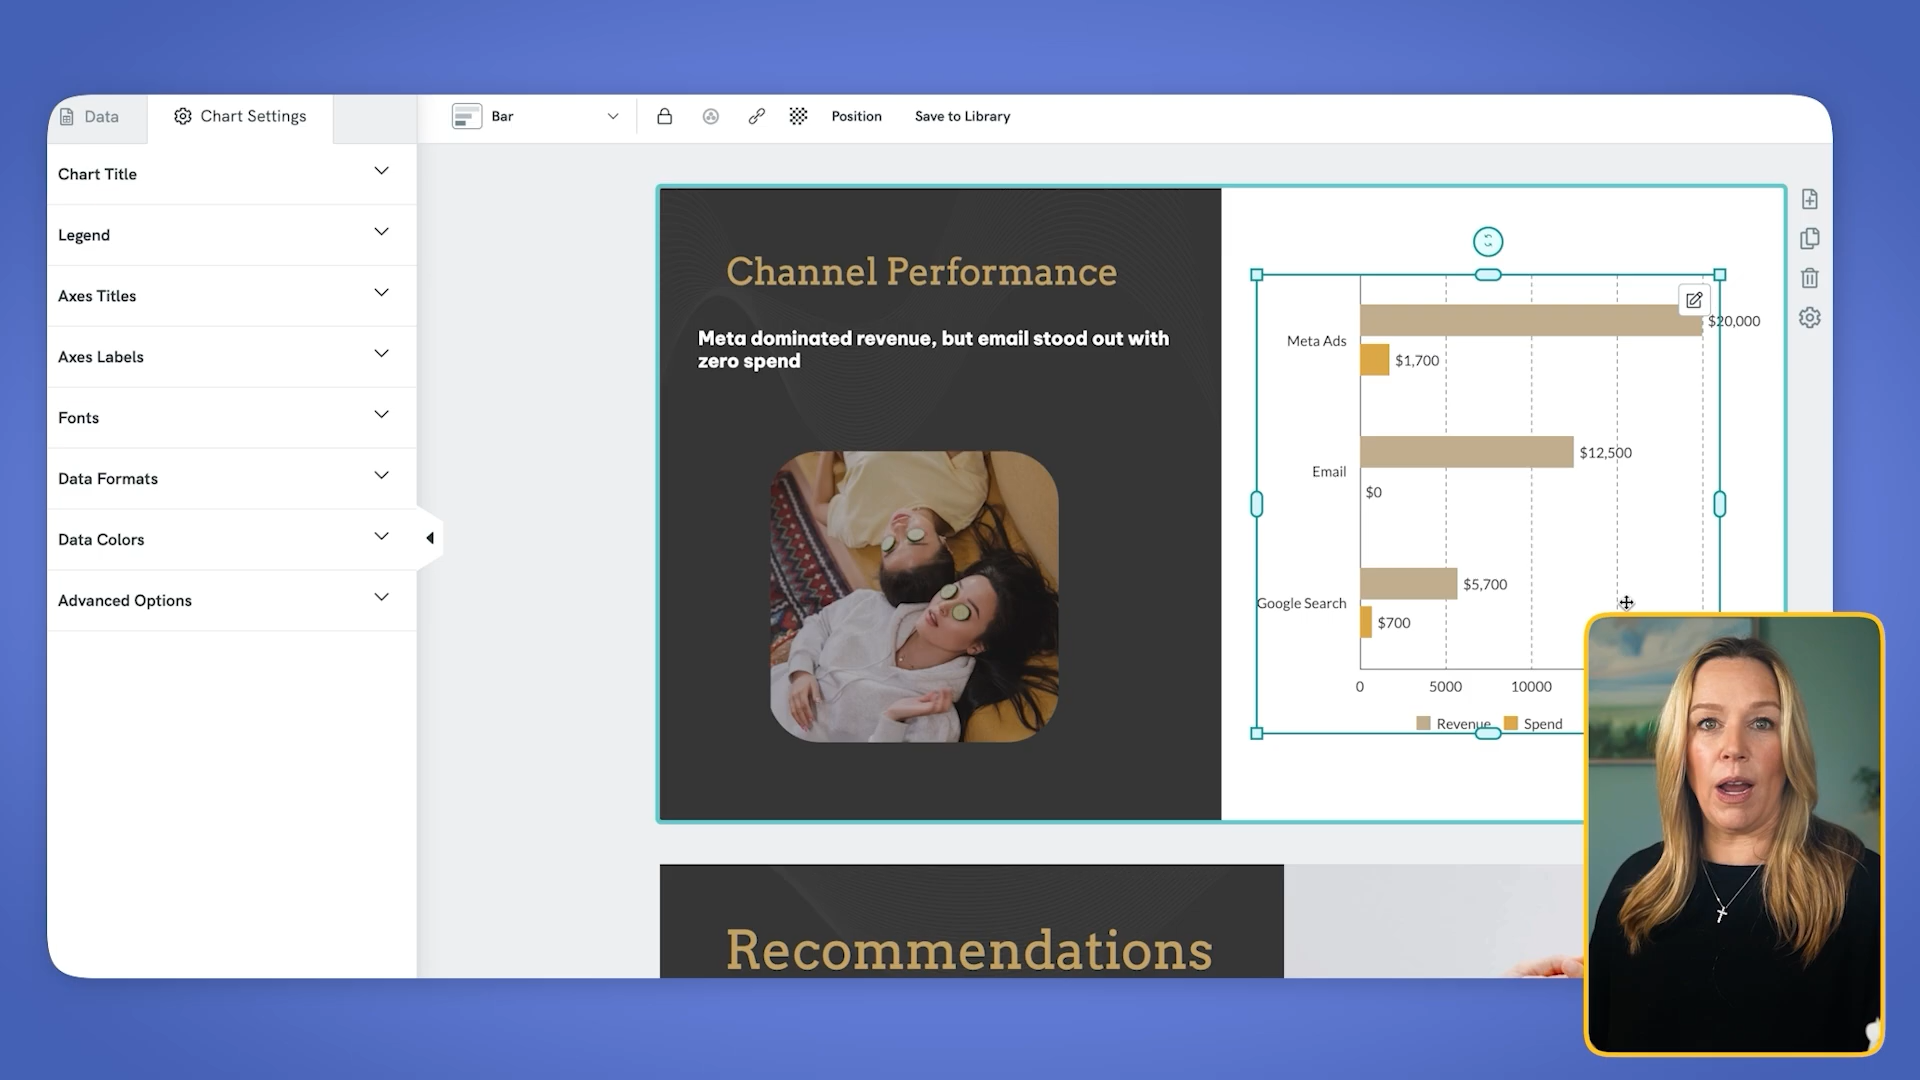 Data
Chart Settings
Bar
Position
Save to Library
Chart Title
Legend
Axes Titles
Axes Labels
Fonts
Data Formats
Data Colors
Advanced Options
Channel Performance
Meta dominated revenue, but email stood out with
zero spend
Meta Ads
$20,000
$1,700
Email
$12,500
$0
Google Search
$5,700
$700
0
5000
10000
Revenue
Spend
Recommendations